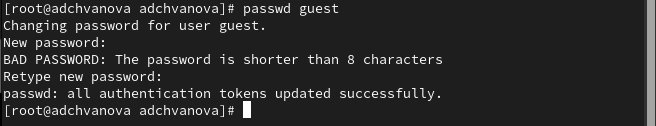 [root@adchvanova adchvanova]# passwd guest
Changing password for user guest.
New password:
BAD PASSWORD: The password is shorter than 8 characters
Retype new password:
passwd: all authentication tokens updated successfully.
[root@adchvanova adchvanova]#